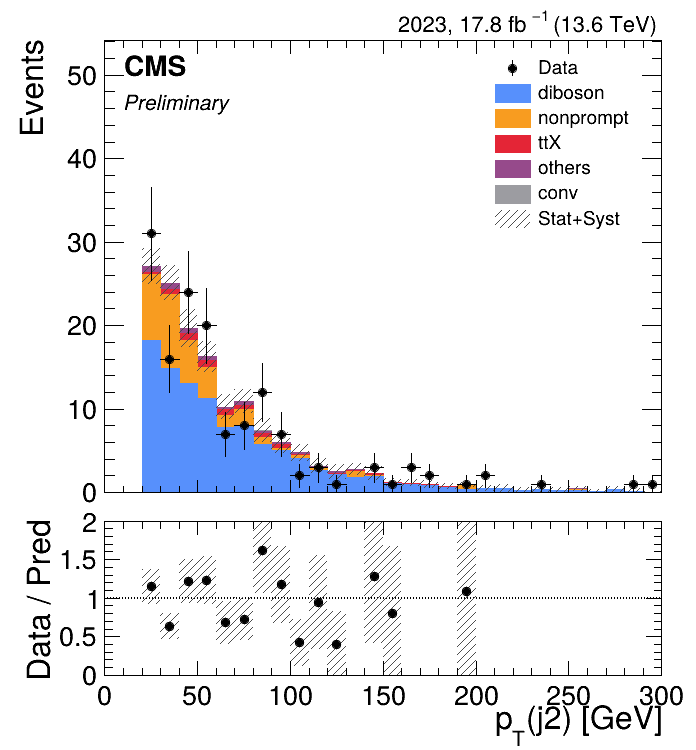 2023, 17.8 fb⁻¹ (13.6 TeV)
CMS
Preliminary
Events
50
40
30
20
10
0
Data
diboson
nonprompt
ttX
others
conv
Stat+Syst
Data / Pred
2
1.5
1
0.5
0
0 50 100 150 200 250 300
p_T(j2) [GeV]